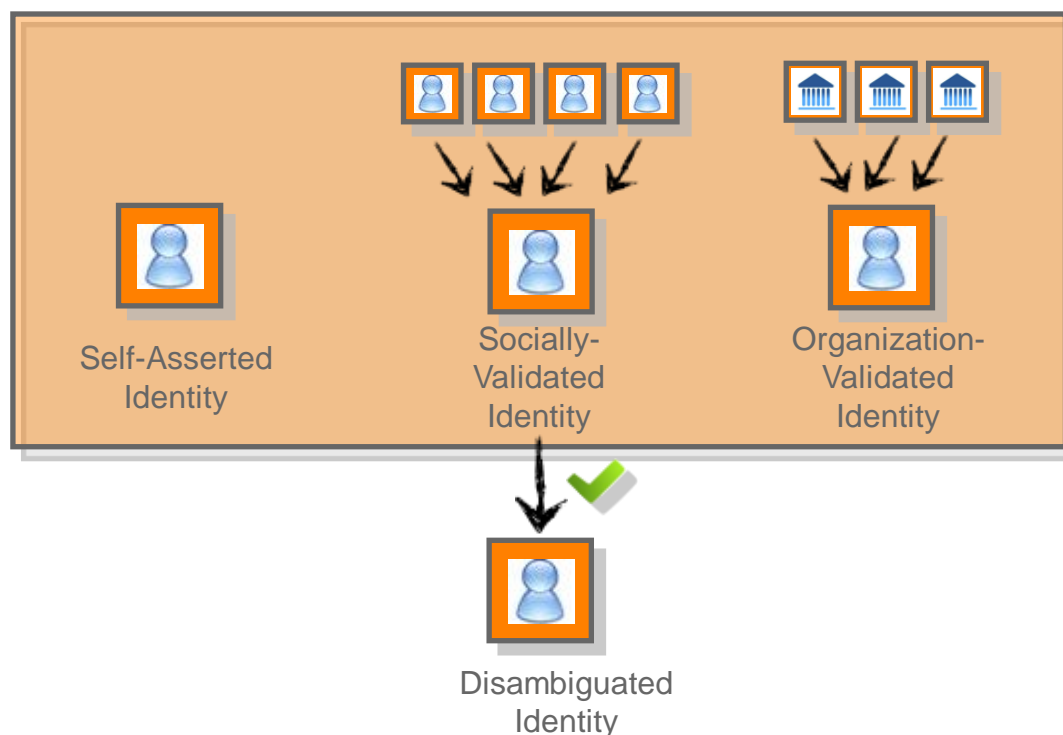 Self-Asserted
Identity
Socially-
Validated
Identity
Organization-
Validated
Identity
Disambiguated
Identity